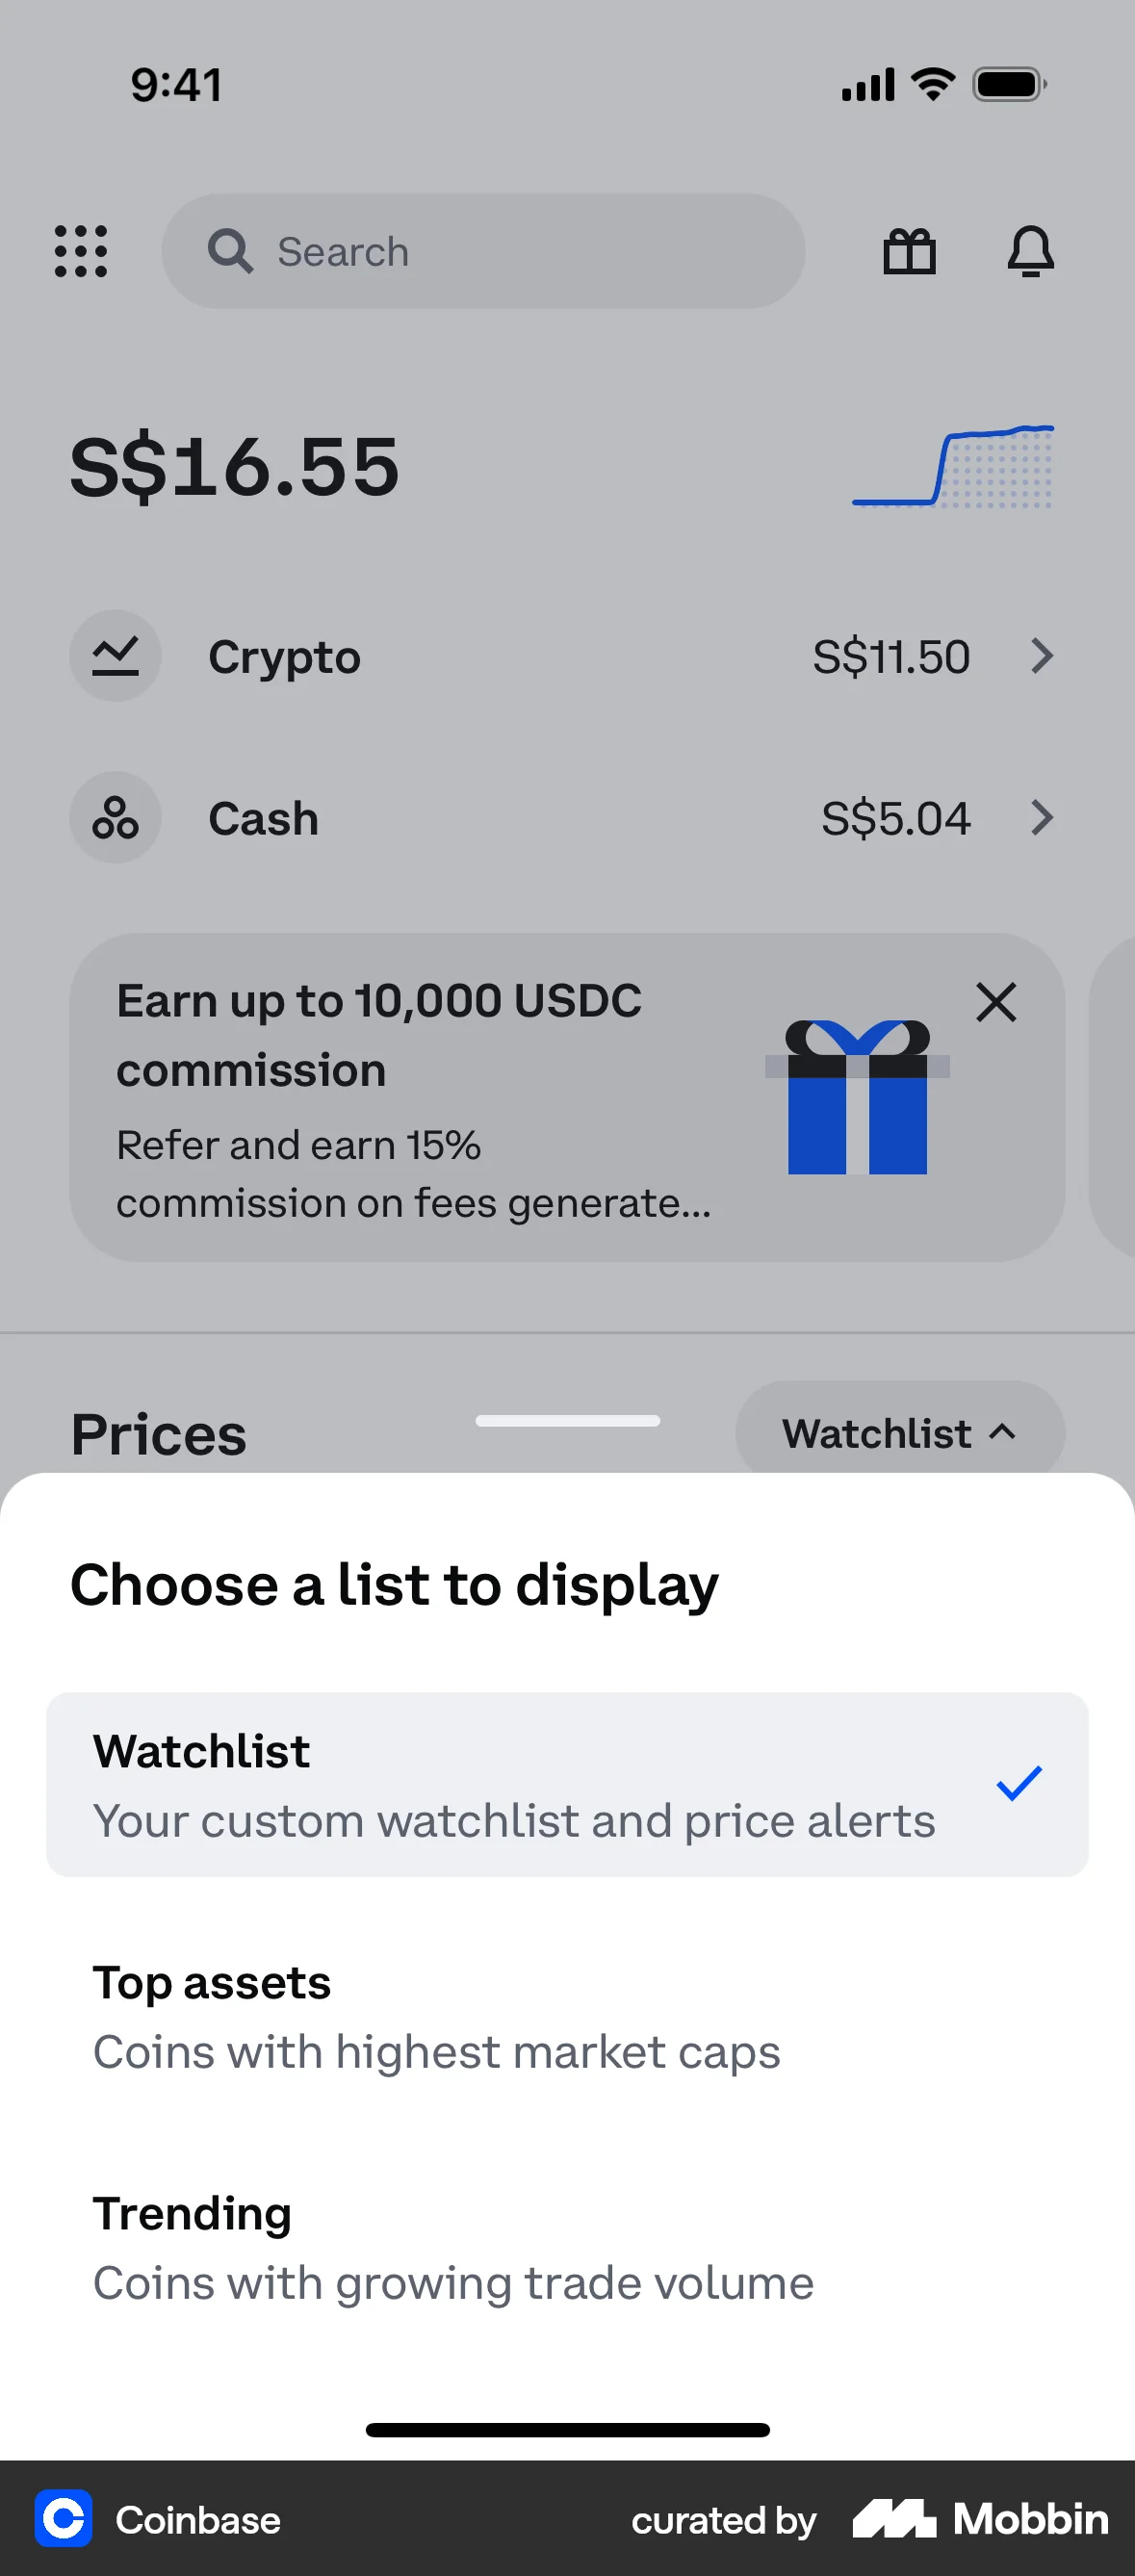 9:41
Search
S$16.55
Crypto
S$11.50
Cash
S$5.04
Earn up to 10,000 USDC
commission
Refer and earn 15%
commission on fees generate...
Prices
Watchlist
Choose a list to display
Watchlist
Your custom watchlist and price alerts
Top assets
Coins with highest market caps
Trending
Coins with growing trade volume
Coinbase
curated by Mobbin